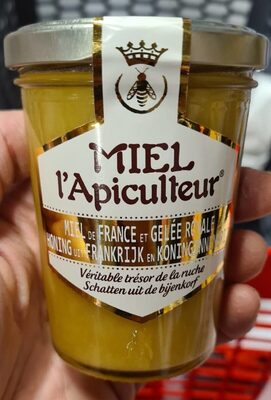 MIEL
l'Apiculteur®
MIEL DE FRANCE ET GELÉE ROYALE
HONING UIT FRANKRIJK EN KONINGINNE
Véritable trésor de la ruche
Schatten uit de bijenkorf